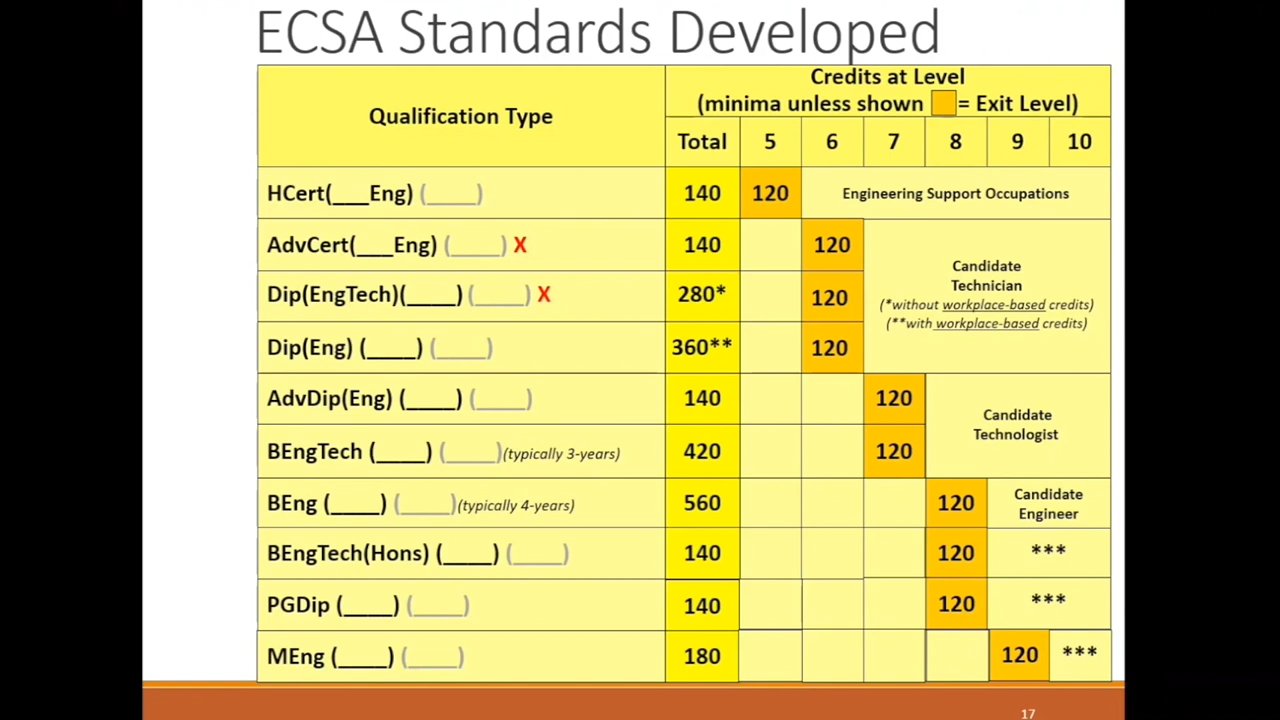 ECSA Standards Developed
Qualification Type
Credits at Level
(minima unless shown = Exit Level)
Total 5 6 7 8 9 10
HCert(___Eng) (____) 140 120 Engineering Support Occupations
AdvCert(___Eng) (____) X 140 120
Dip(EngTech)(____) (____) X 280* 120
Dip(Eng) (____) (____) 360** 120
Candidate
Technician
(*without workplace-based credits)
(**with workplace-based credits)
AdvDip(Eng) (____) (____) 140 120
BEngTech (____) (____)(typically 3-years) 420 120
Candidate
Technologist
BEng (____) (____)(typically 4-years) 560 120
Candidate
Engineer
BEngTech(Hons) (____) (____) 140 120 ***
PGDip (____) (____) 140 120 ***
MEng (____) (____) 180 120 ***
17